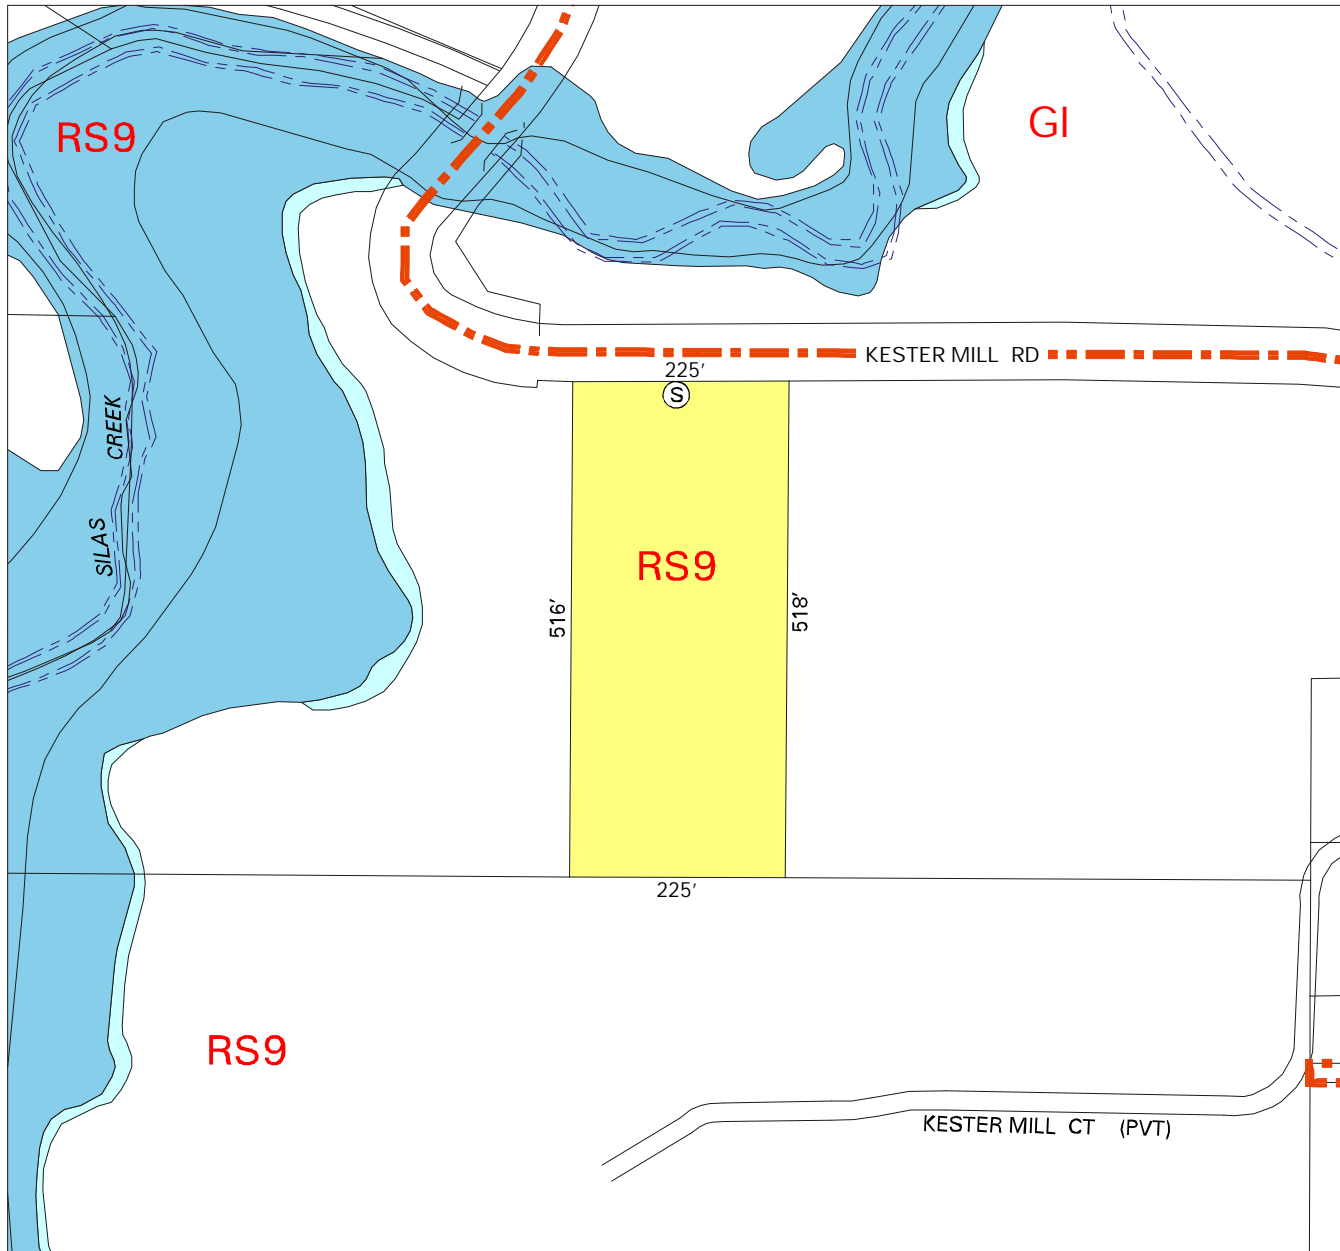 RS9
GI
KESTER MILL RD
225'
S
CREEK
SILAS
RS9
516'
518'
225'
RS9
KESTER MILL CT (PVT)